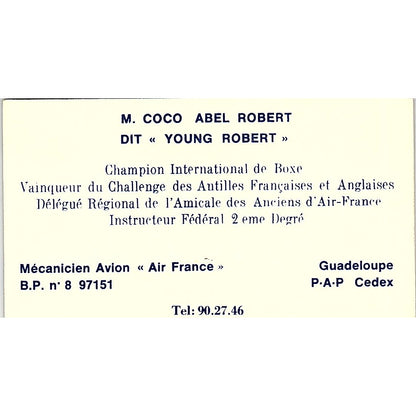 M. COCO ABEL ROBERT
DIT « YOUNG ROBERT »
Champion International de Boxe
Vainqueur du Challenge des Antilles Françaises et Anglaises
Délégué Régional de l'Amicale des Anciens d'Air-France
Instructeur Fédéral 2 eme Degré
Mécanicien Avion « Air France »
Guadeloupe
B.P. n° 8 97151
P-A-P Cedex
Tel: 90.27.46